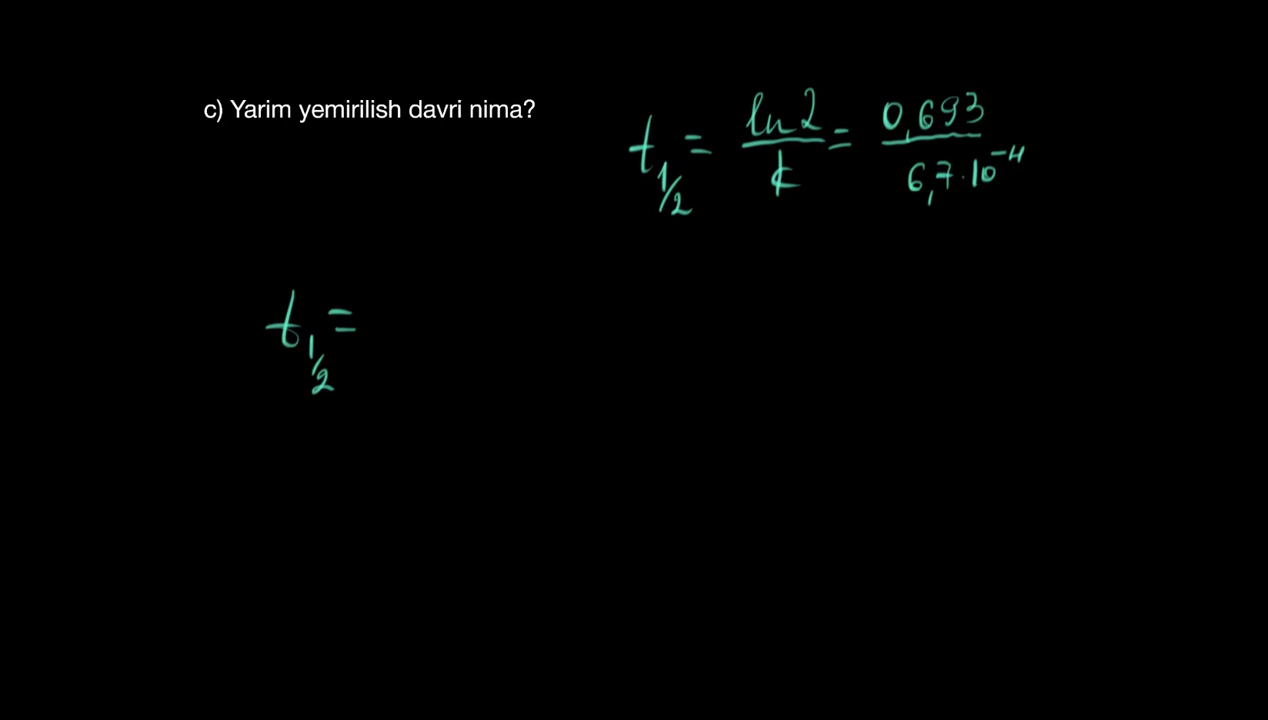 c) Yarim yemirilish davri nima?
t1/2 = ln2/k = 0,693/6,7·10⁻⁴
t1/2 =